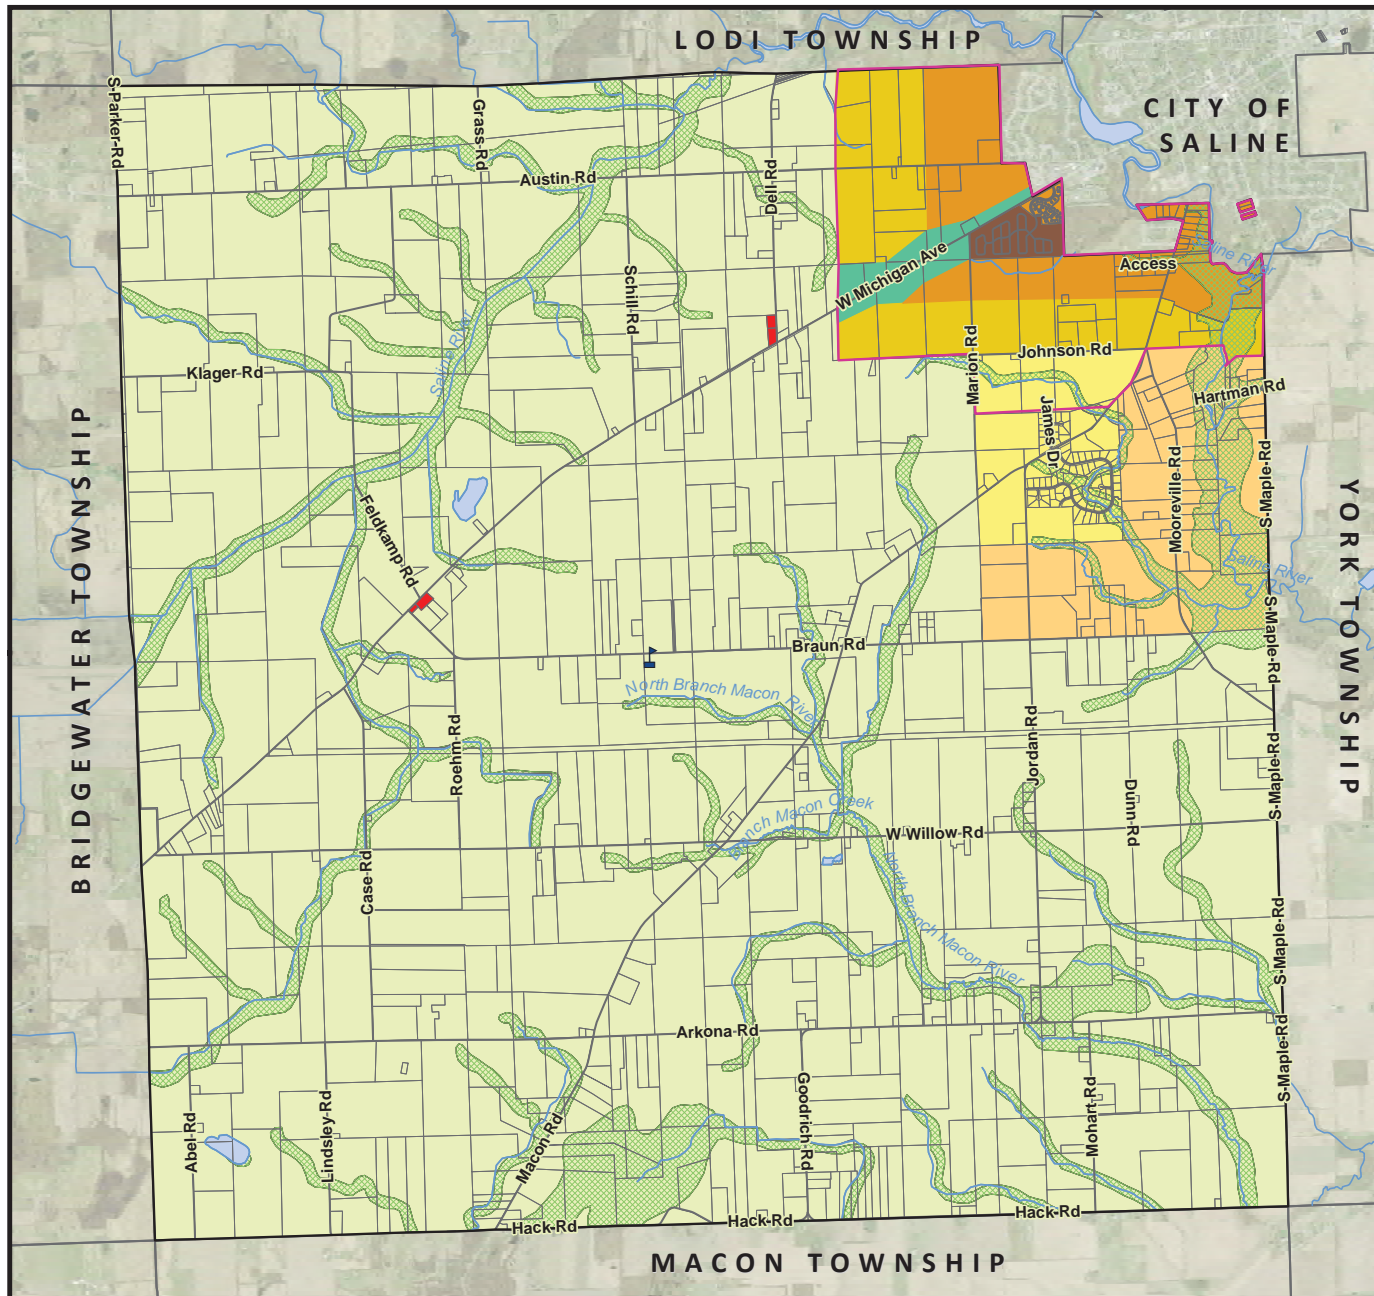 LODI TOWNSHIP
CITY OF
SALINE
S Parker Rd
Grass Rd
Austin Rd
Dell Rd
Schill Rd
W Michigan Ave
Access
Saline River
Klager Rd
Saline River
Marion Rd
Johnson Rd
Hartman Rd
James Dr
Mooreville Rd
S Maple Rd
BRIDGEWATER TOWNSHIP
YORK TOWNSHIP
Feldkamp Rd
Saline River
S Maple Rd
Braun Rd
North Branch Macon River
Roehm Rd
Jordan Rd
S Maple Rd
Dunn Rd
Branch Macon Creek
W Willow Rd
Case Rd
North Branch Macon River
S Maple Rd
Arkona Rd
S Maple Rd
Abel Rd
Lindsley Rd
Macon Rd
Goodrich Rd
Mohart Rd
Hack Rd
Hack Rd
Hack Rd
MACON TOWNSHIP